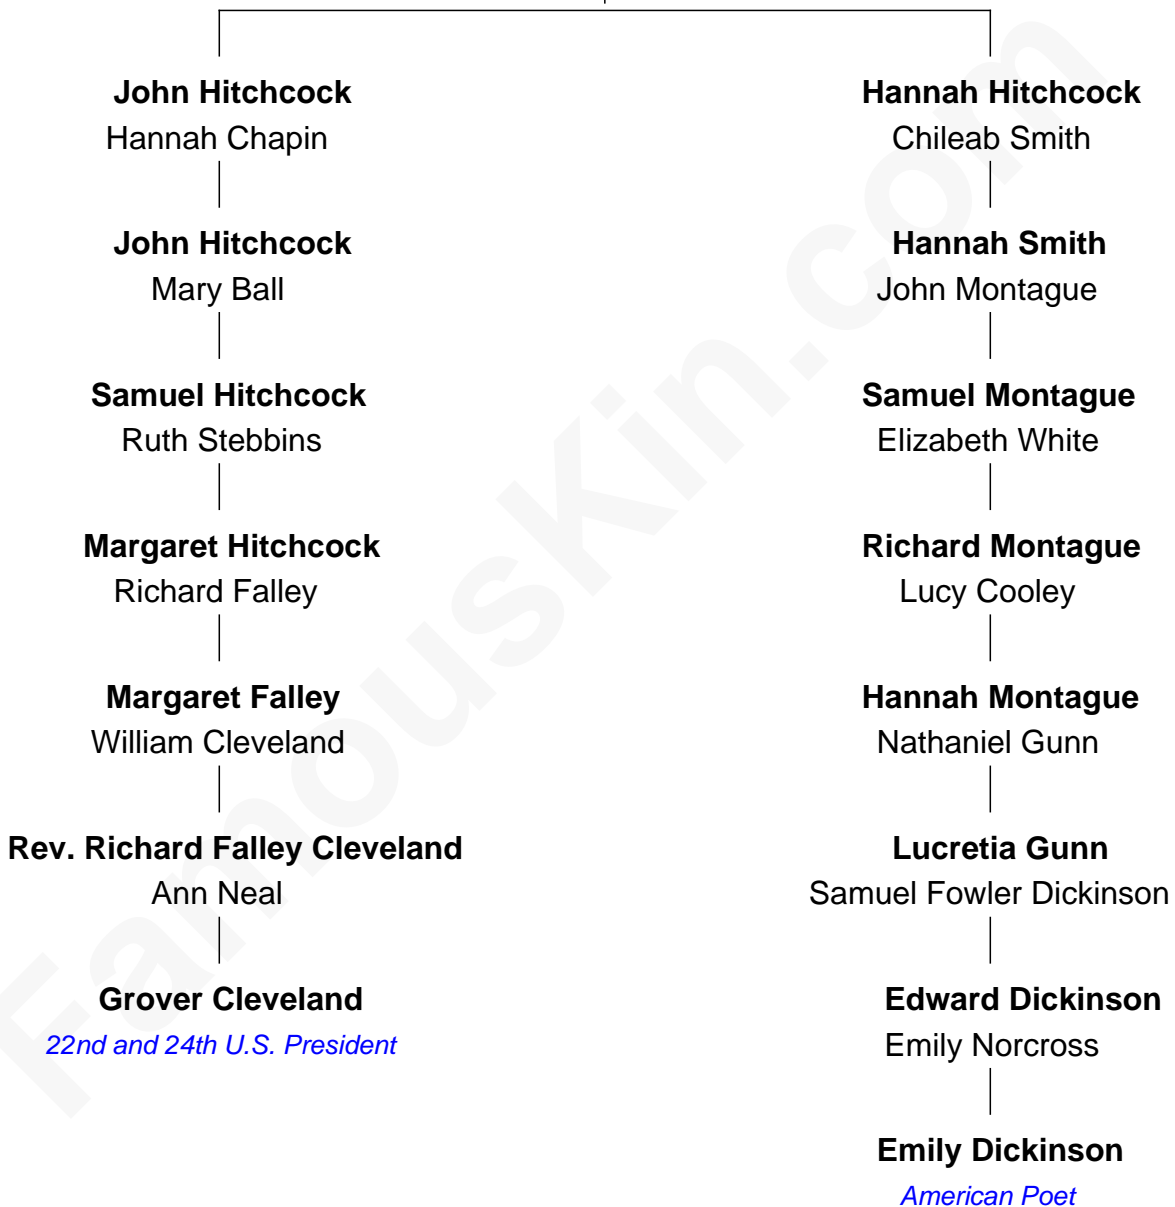 John Hitchcock
Hannah Chapin
John Hitchcock
Mary Ball
Samuel Hitchcock
Ruth Stebbins
Margaret Hitchcock
Richard Falley
Margaret Falley
William Cleveland
Rev. Richard Falley Cleveland
Ann Neal
Grover Cleveland
22nd and 24th U.S. President
Hannah Hitchcock
Chileab Smith
Hannah Smith
John Montague
Samuel Montague
Elizabeth White
Richard Montague
Lucy Cooley
Hannah Montague
Nathaniel Gunn
Lucretia Gunn
Samuel Fowler Dickinson
Edward Dickinson
Emily Norcross
Emily Dickinson
American Poet
FamousKin.com